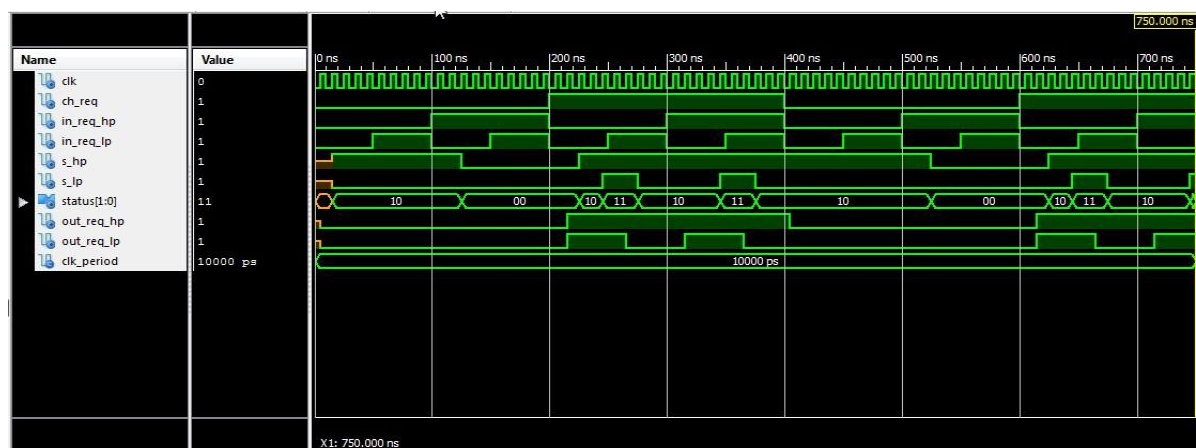 750.000 ns
Name Value
0 ns 100 ns 200 ns 300 ns 400 ns 500 ns 600 ns 700 ns
clk 0
ch_req 1
in_req_hp 1
in_req_lp 1
s_hp 1
s_lp 1
status[1:0] 11 10 00 10 11 10 11 10 00 10 11 10
out_req_hp 1
out_req_lp 1
clk_period 10000 ps 10000 ps
X1: 750.000 ns